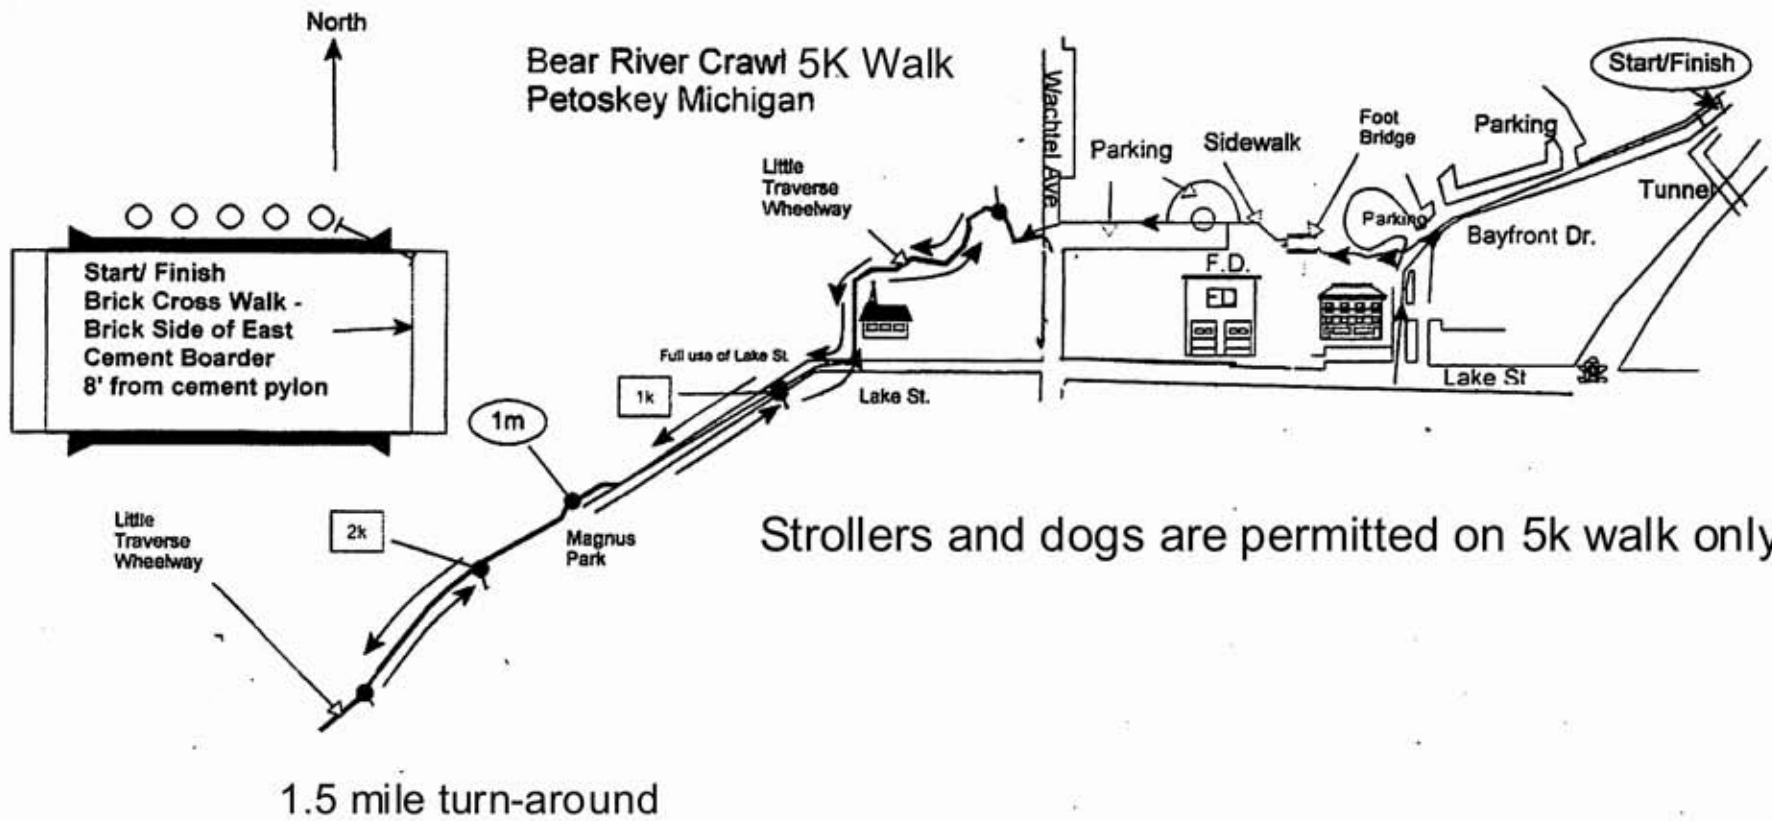 North
Bear River Crawl 5K Walk
Petoskey Michigan
Start/Finish
Wachtel Ave
Parking
Sidewalk
Foot
Bridge
Parking
Little
Traverse
Wheelway
Parking
Tunnel
Bayfront Dr.
Start/ Finish
Brick Cross Walk -
Brick Side of East
Cement Boarder
8' from cement pylon
F.D.
F.D.
Full use of Lake St.
1k
Lake St.
Lake St
1m
Little
Traverse
Wheelway
2k
Magnus
Park
Strollers and dogs are permitted on 5k walk only
1.5 mile turn-around